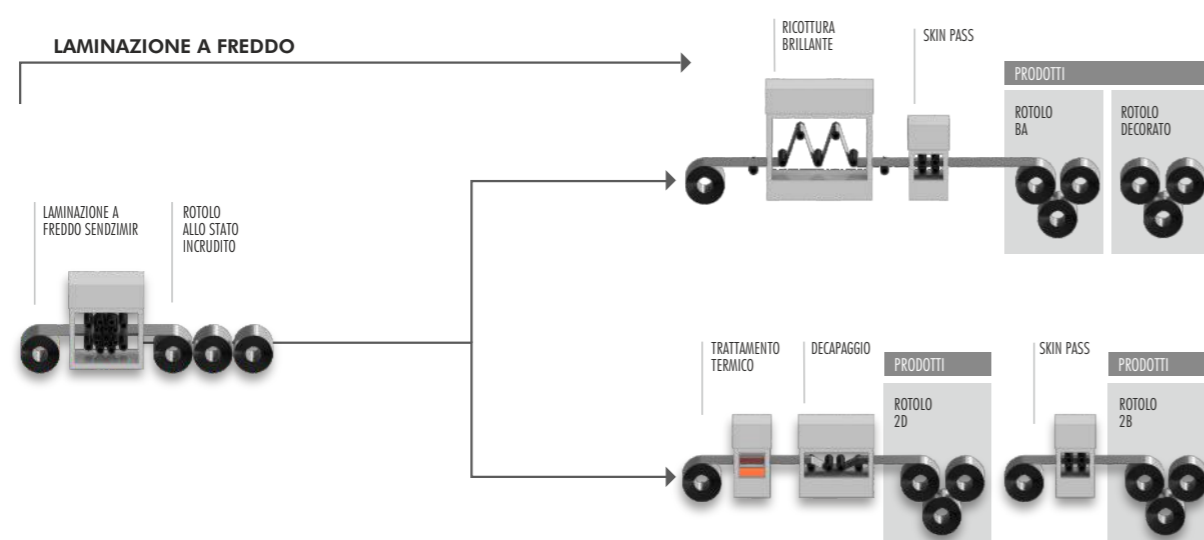 LAMINAZIONE A FREDDO
RICOTTURA
BRILLANTE
SKIN PASS
PRODOTTI
ROTOLO
BA
ROTOLO
DECORATO
LAMINAZIONE A
FREDDO SENDZIMIR
ROTOLO
ALLO STATO
INCRUDITO
TRATTAMENTO
TERMICO
DECAPAGGIO
PRODOTTI
ROTOLO
2D
SKIN PASS
PRODOTTI
ROTOLO
2B